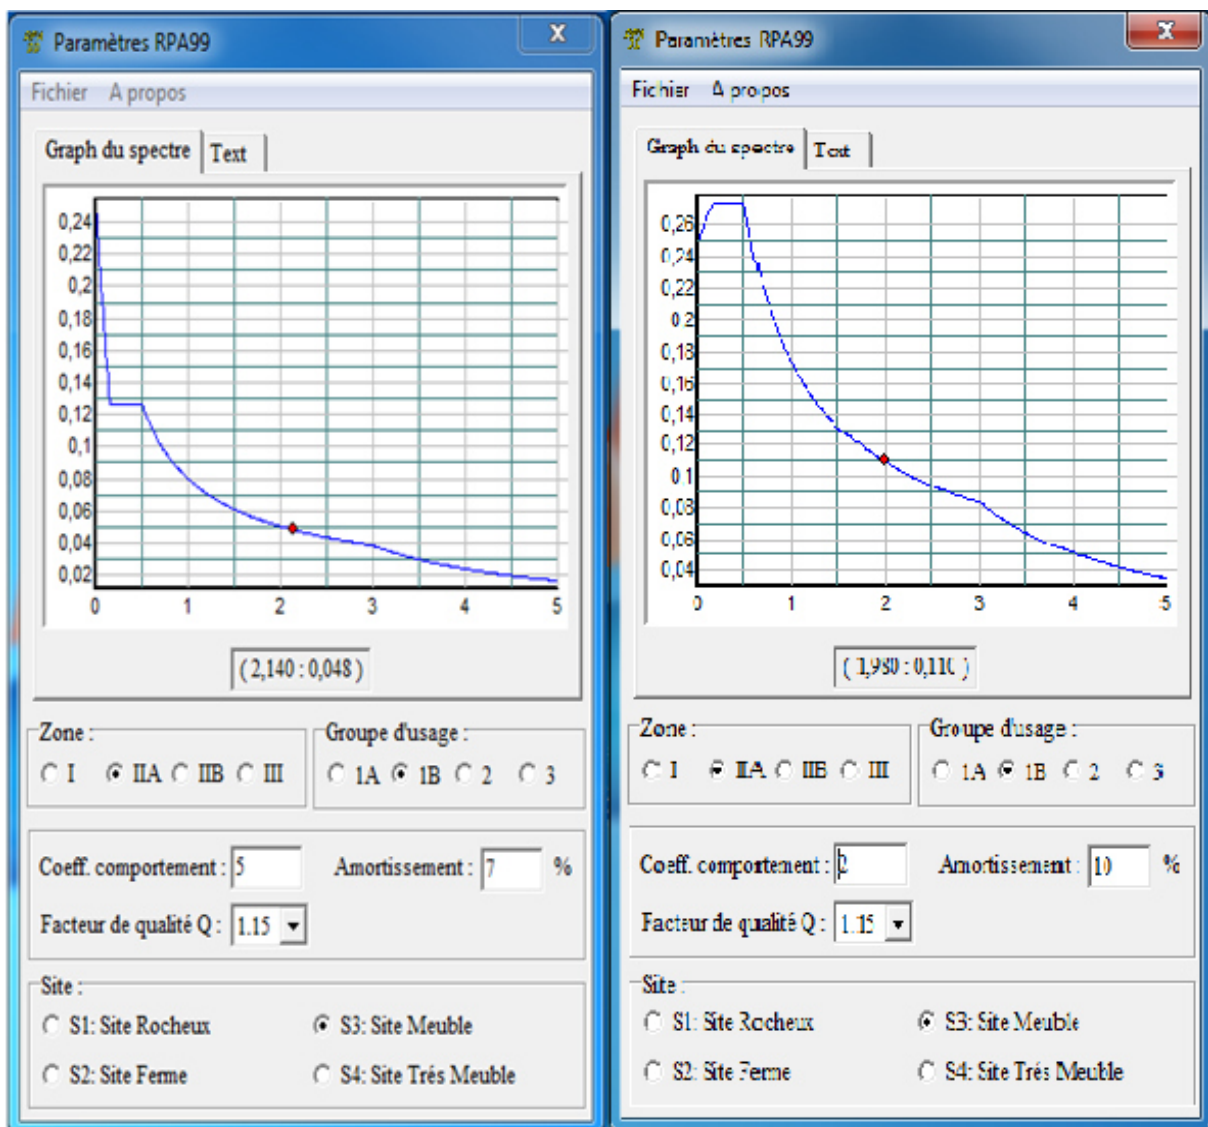 Paramètres RPA99
X
Fichier A propos
Graph du spectre Text
0,24
0,22
0,2
0,18
0,16
0,14
0,12
0,1
0,08
0,06
0,04
0,02
0 1 2 3 4 5
( 2,140 : 0,048 )
Zone :
I IIA IIB III
Groupe d'usage :
1A 1B 2 3
Coeff. comportement : 5 Amortissement : 7 %
Facteur de qualité Q : 1.15
Site :
S1: Site Rocheux S3: Site Meuble
S2: Site Ferme S4: Site Trés Meuble
Paramètres RPA99
X
Fichier A propos
Graph du spectre Text
0,26
0,24
0,22
0 2
0,18
0,16
0,14
0,12
0 1
0,08
0,06
0,04
0 1 2 3 4 5
( 1,980 : 0,110 )
Zone :
I IIA IIB III
Groupe d'usage :
1A 1B 2 3
Coeff. comportement : 2 Amortissement : 10 %
Facteur de qualité Q : 1.15
Site :
S1: Site Rocheux S3: Site Meuble
S2: Site Ferme S4: Site Trés Meuble